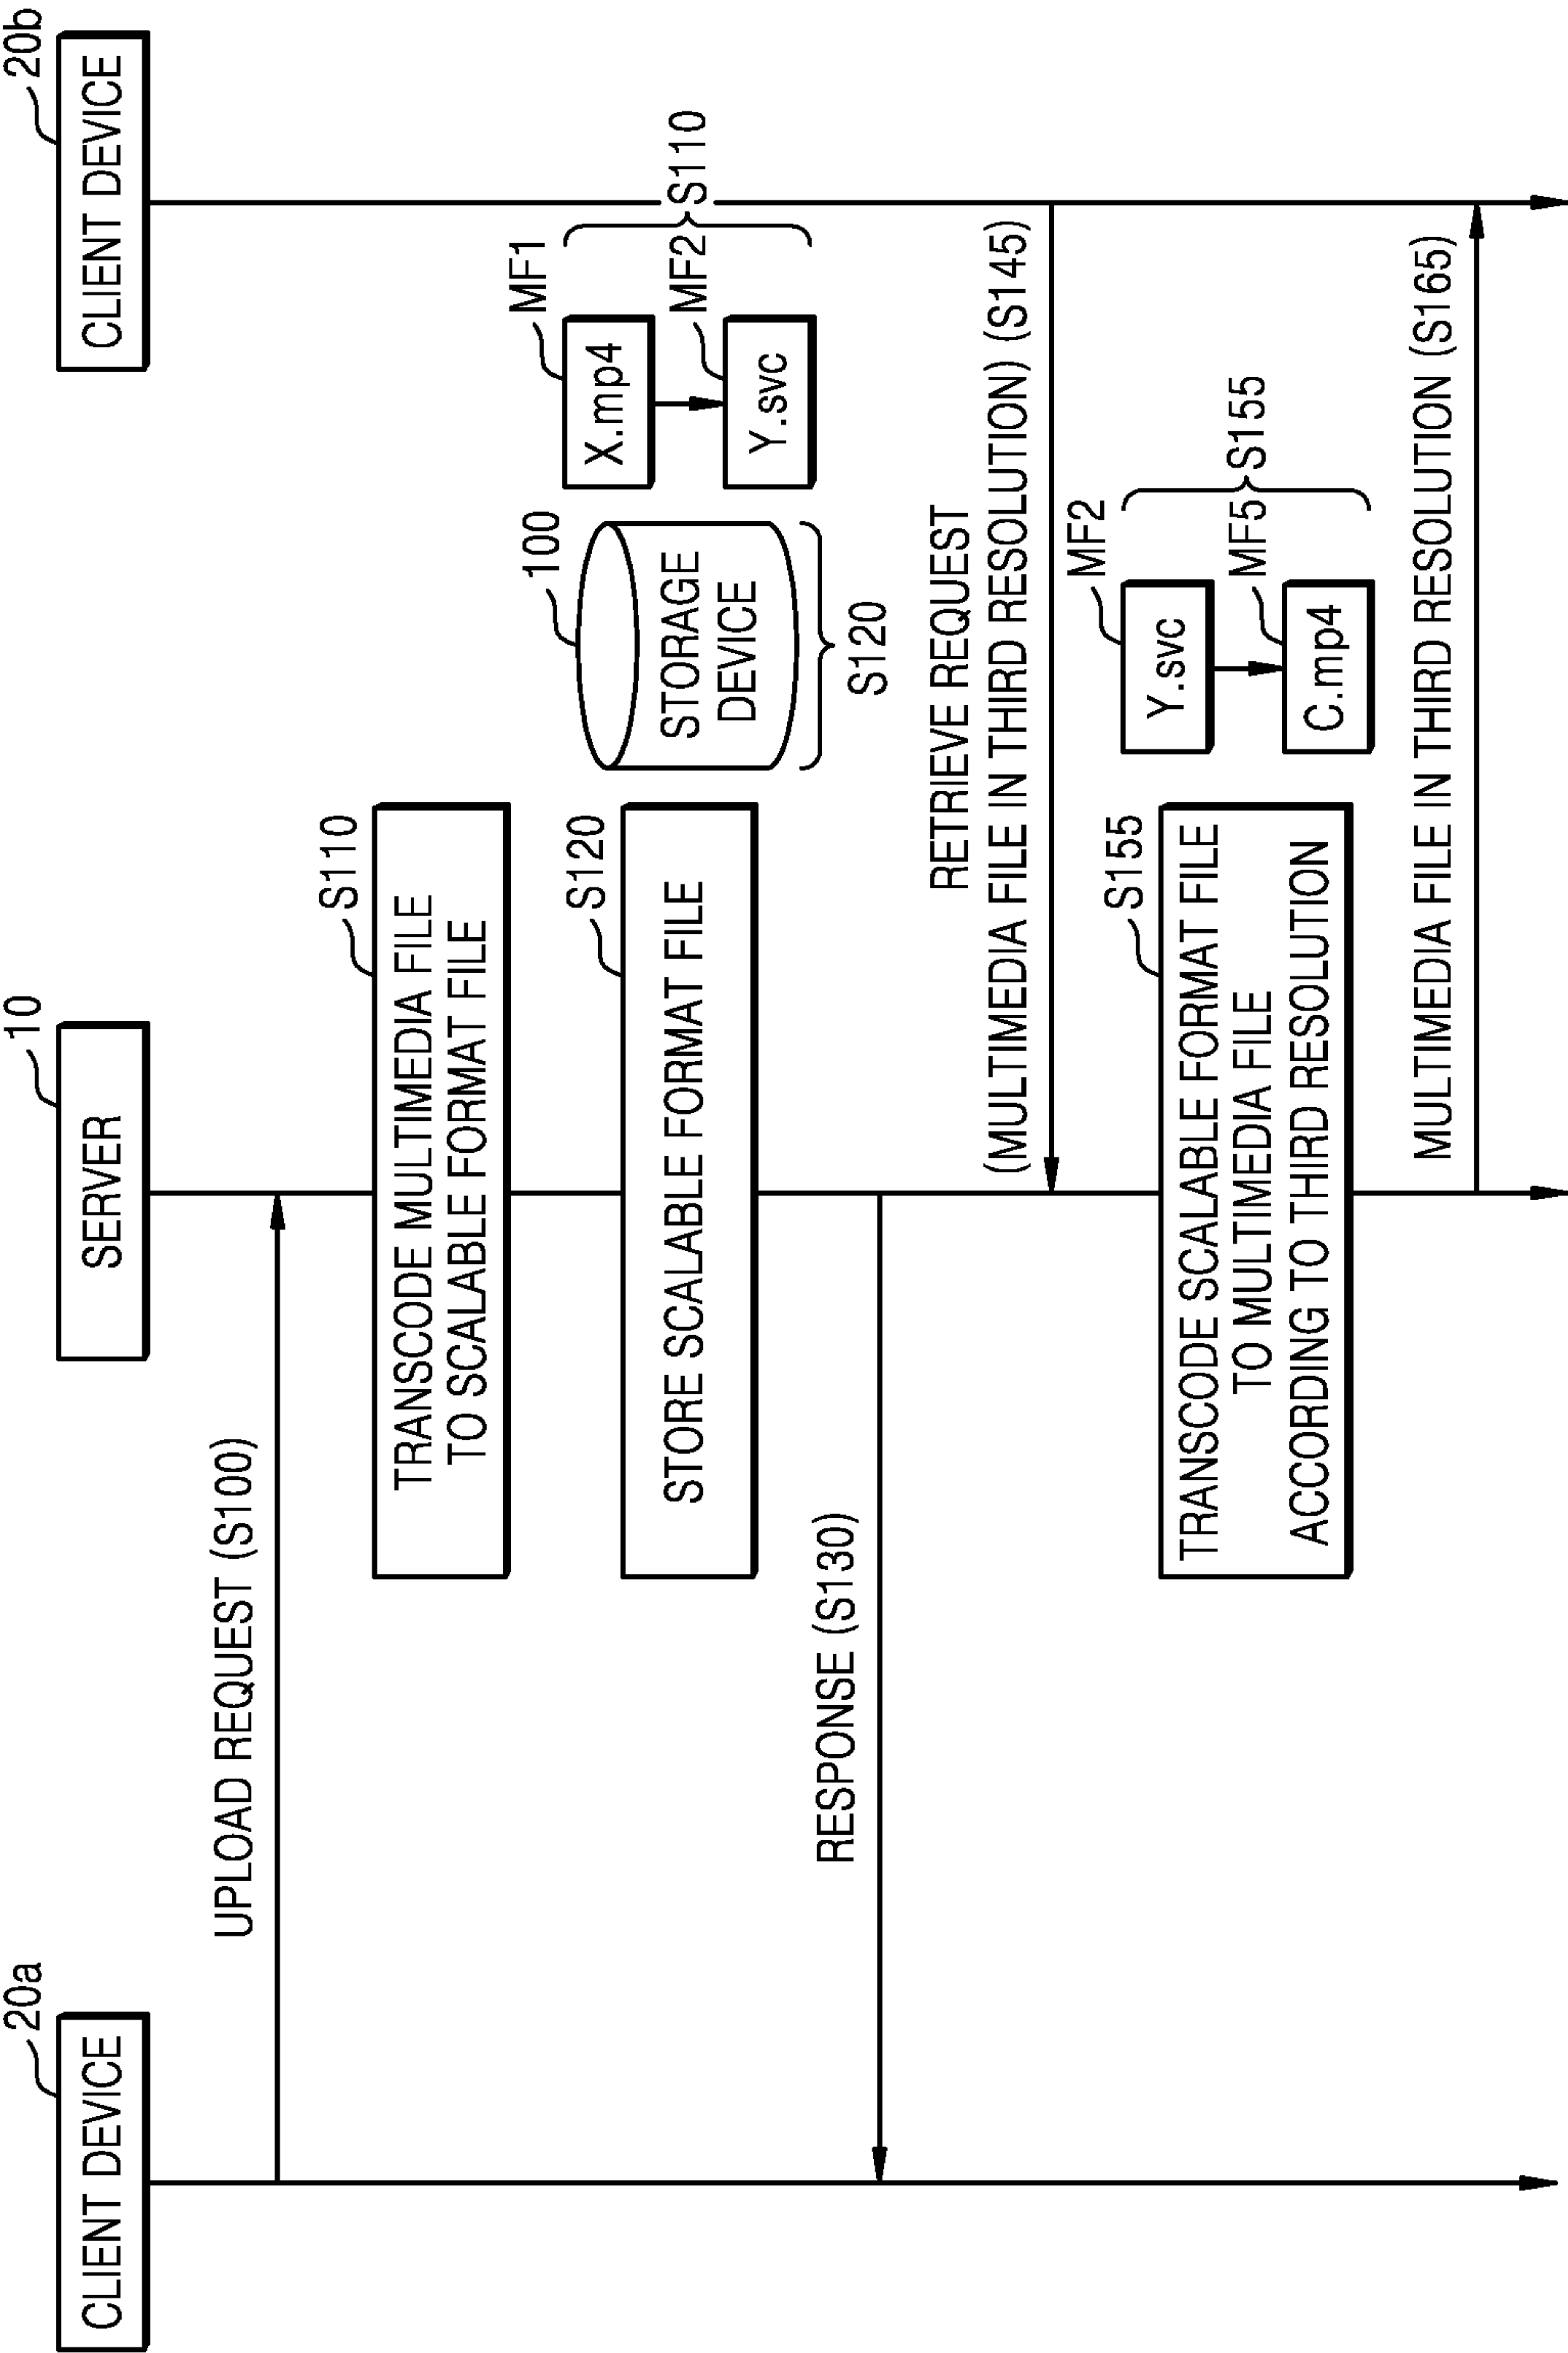 20a
CLIENT DEVICE
10
SERVER
20b
CLIENT DEVICE
UPLOAD REQUEST (S100)
S110
TRANSCODE MULTIMEDIA FILE
TO SCALABLE FORMAT FILE
S120
STORE SCALABLE FORMAT FILE
100
STORAGE
DEVICE
S120
MF1
X.mp4
MF2
Y.svc
S110
RESPONSE (S130)
RETRIEVE REQUEST
(MULTIMEDIA FILE IN THIRD RESOLUTION) (S145)
S155
TRANSCODE SCALABLE FORMAT FILE
TO MULTIMEDIA FILE
ACCORDING TO THIRD RESOLUTION
MF2
Y.svc
MF5
C.mp4
S155
MULTIMEDIA FILE IN THIRD RESOLUTION (S165)